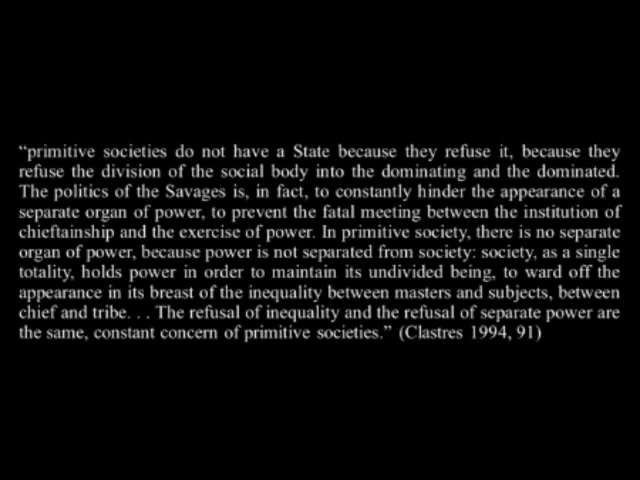 “primitive societies do not have a State because they refuse it, because they
refuse the division of the social body into the dominating and the dominated.
The politics of the Savages is, in fact, to constantly hinder the appearance of a
separate organ of power, to prevent the fatal meeting between the institution of
chieftainship and the exercise of power. In primitive society, there is no separate
organ of power, because power is not separated from society: society, as a single
totality, holds power in order to maintain its undivided being, to ward off the
appearance in its breast of the inequality between masters and subjects, between
chief and tribe. . . The refusal of inequality and the refusal of separate power are
the same, constant concern of primitive societies.” (Clastres 1994, 91)